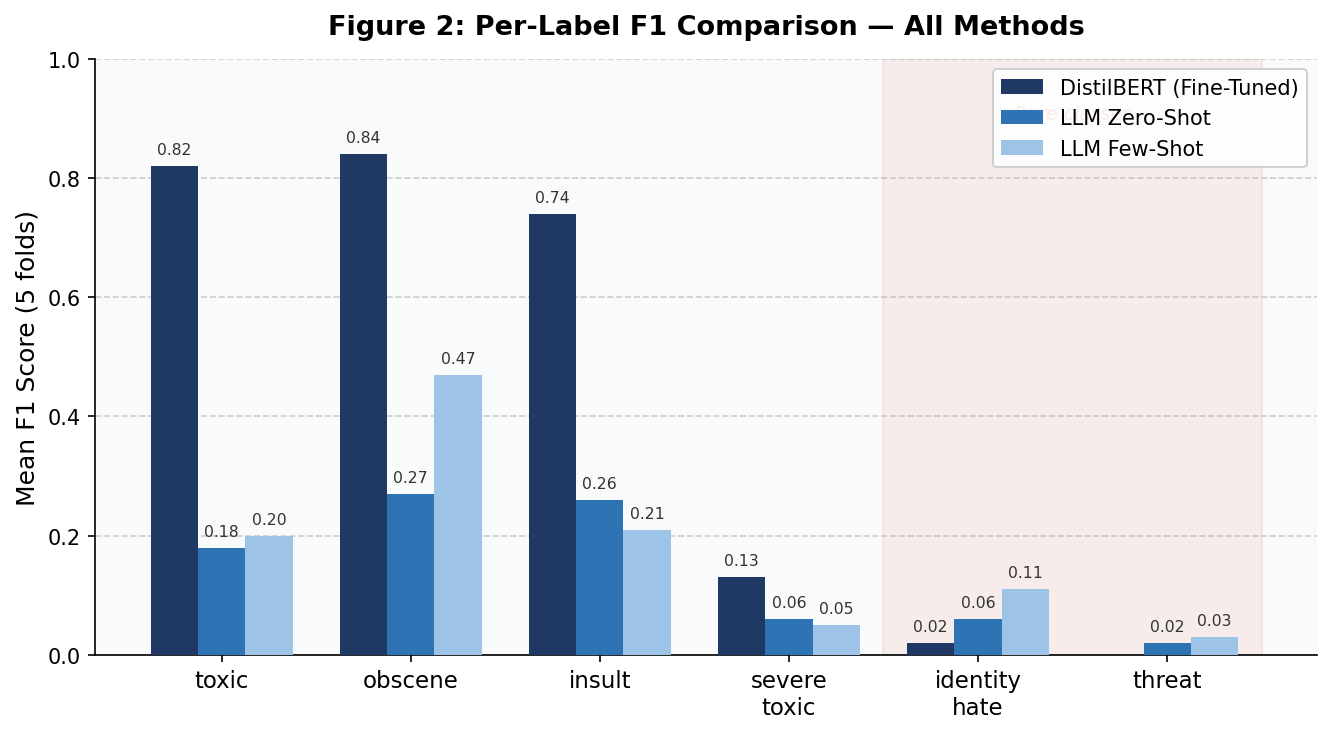 Figure 2: Per-Label F1 Comparison — All Methods
Mean F1 Score (5 folds)
1.0
0.8
0.6
0.4
0.2
0.0
DistilBERT (Fine-Tuned)
LLM Zero-Shot
LLM Few-Shot
0.82
0.18
0.20
0.84
0.27
0.47
0.74
0.26
0.21
0.13
0.06
0.05
0.02
0.06
0.11
0.02
0.03
toxic
obscene
insult
severe
toxic
identity
hate
threat